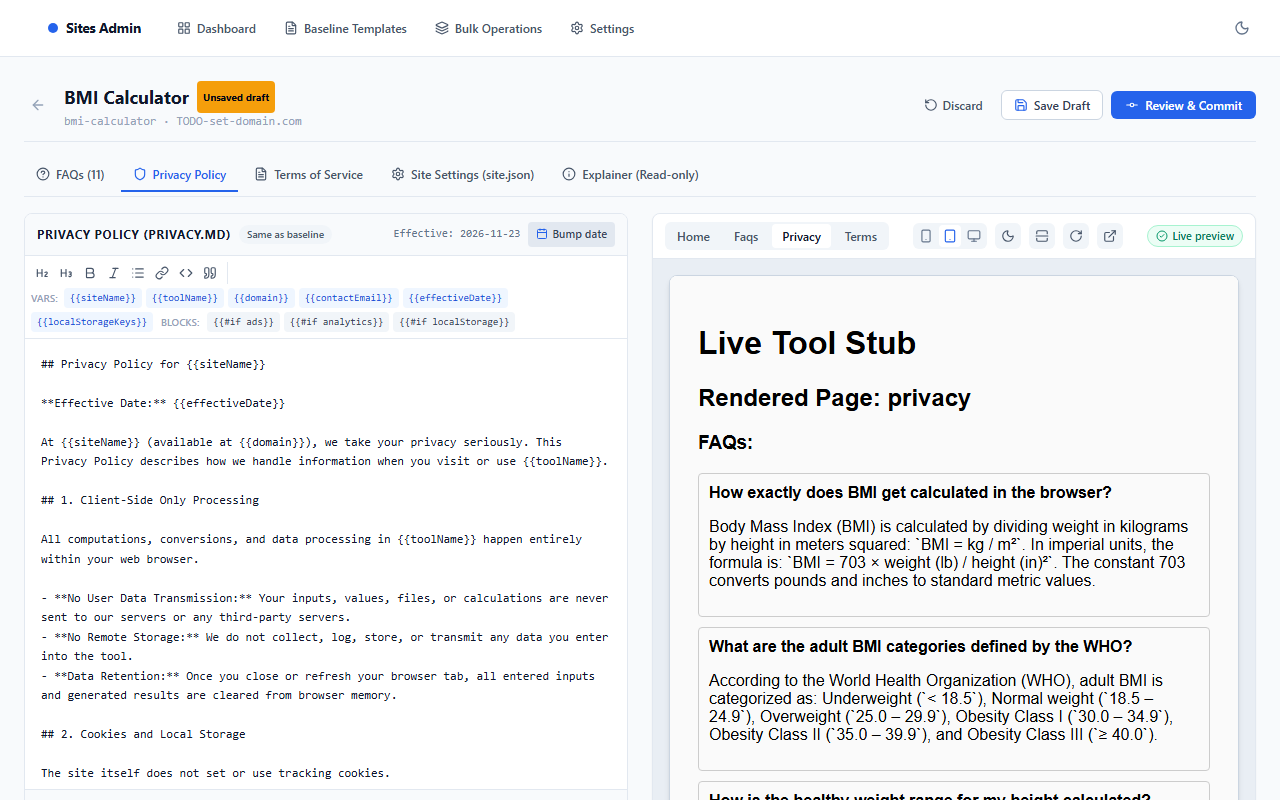 Sites Admin
Dashboard
Baseline Templates
Bulk Operations
Settings
BMI Calculator
Unsaved draft
bmi-calculator · TODO-set-domain.com
Discard
Save Draft
Review & Commit
FAQs (11)
Privacy Policy
Terms of Service
Site Settings (site.json)
Explainer (Read-only)
PRIVACY POLICY (PRIVACY.MD)
Same as baseline
Effective: 2026-11-23
Bump date
H2 H3 B I
VARS: {{siteName}} {{toolName}} {{domain}} {{contactEmail}} {{effectiveDate}}
{{localStorageKeys}} BLOCKS: {{#if ads}} {{#if analytics}} {{#if localStorage}}
## Privacy Policy for {{siteName}}
**Effective Date:** {{effectiveDate}}
At {{siteName}} (available at {{domain}}), we take your privacy seriously. This
Privacy Policy describes how we handle information when you visit or use {{toolName}}.
## 1. Client-Side Only Processing
All computations, conversions, and data processing in {{toolName}} happen entirely
within your web browser.
- **No User Data Transmission:** Your inputs, values, files, or calculations are never
sent to our servers or any third-party servers.
- **No Remote Storage:** We do not collect, log, store, or transmit any data you enter
into the tool.
- **Data Retention:** Once you close or refresh your browser tab, all entered inputs
and generated results are cleared from browser memory.
## 2. Cookies and Local Storage
The site itself does not set or use tracking cookies.
Home
Faqs
Privacy
Terms
Live preview
Live Tool Stub
Rendered Page: privacy
FAQs:
How exactly does BMI get calculated in the browser?
Body Mass Index (BMI) is calculated by dividing weight in kilograms
by height in meters squared: `BMI = kg / m²`. In imperial units, the
formula is: `BMI = 703 × weight (lb) / height (in)²`. The constant 703
converts pounds and inches to standard metric values.
What are the adult BMI categories defined by the WHO?
According to the World Health Organization (WHO), adult BMI is
categorized as: Underweight (`< 18.5`), Normal weight (`18.5 –
24.9`), Overweight (`25.0 – 29.9`), Obesity Class I (`30.0 – 34.9`),
Obesity Class II (`35.0 – 39.9`), and Obesity Class III (`≥ 40.0`).
How is the healthy weight range for my height calculated?